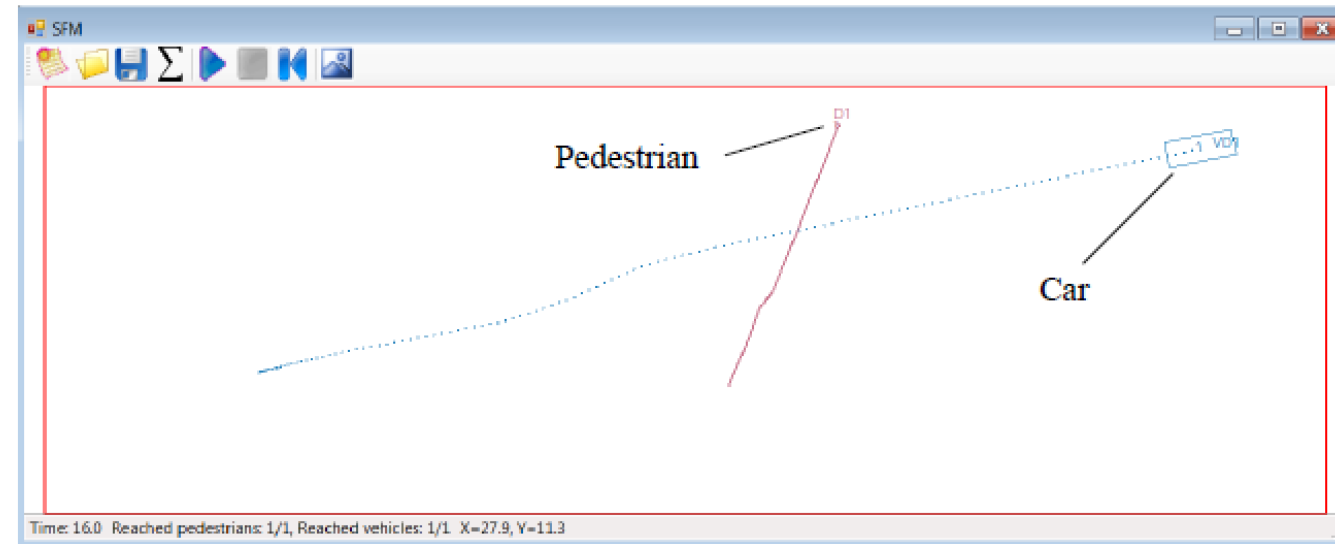 SFM
D1
Pedestrian
1 VD1
Car
Time: 16.0 Reached pedestrians: 1/1, Reached vehicles: 1/1 X=27.9, Y=11.3